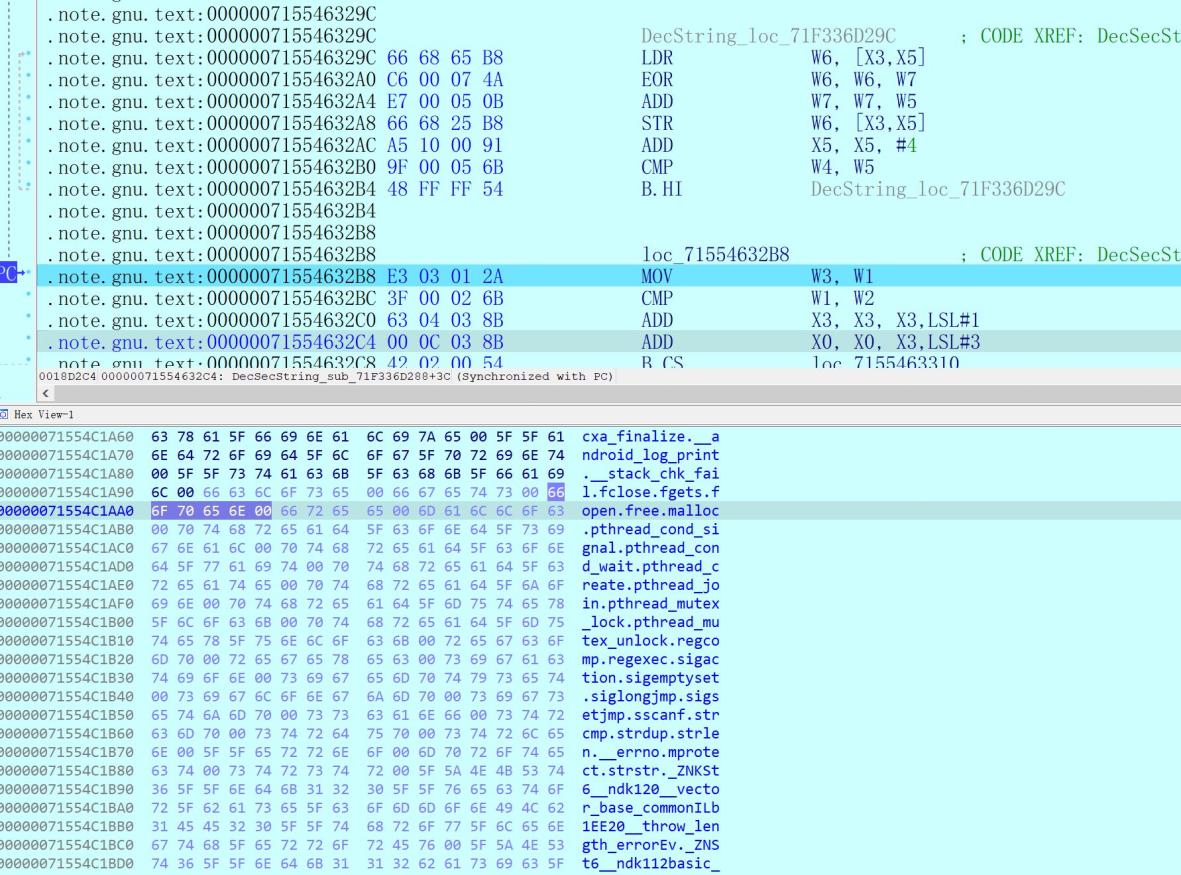 .note.gnu.text:000000715546329C
.note.gnu.text:000000715546329C DecString_loc_71F336D29C ; CODE XREF: DecSecSt
.note.gnu.text:000000715546329C 66 68 65 B8 LDR W6, [X3,X5]
.note.gnu.text:00000071554632A0 C6 00 07 4A EOR W6, W6, W7
.note.gnu.text:00000071554632A4 E7 00 05 0B ADD W7, W7, W5
.note.gnu.text:00000071554632A8 66 68 25 B8 STR W6, [X3,X5]
.note.gnu.text:00000071554632AC A5 10 00 91 ADD X5, X5, #4
.note.gnu.text:00000071554632B0 9F 00 05 6B CMP W4, W5
.note.gnu.text:00000071554632B4 48 FF FF 54 B.HI DecString_loc_71F336D29C
.note.gnu.text:00000071554632B4
.note.gnu.text:00000071554632B8
.note.gnu.text:00000071554632B8 loc_71554632B8 ; CODE XREF: DecSecSt
PC .note.gnu.text:00000071554632B8 E3 03 01 2A MOV W3, W1
.note.gnu.text:00000071554632BC 3F 00 02 6B CMP W1, W2
.note.gnu.text:00000071554632C0 63 04 03 8B ADD X3, X3, X3,LSL#1
.note.gnu.text:00000071554632C4 00 0C 03 8B ADD X0, X0, X3,LSL#3
.note.gnu.text:00000071554632C8 42 02 00 54 B.CS loc_7155463310
0018D2C4 00000071554632C4: DecSecString_sub_71F336D288+3C (Synchronized with PC)
Hex View-1
00000071554C1A60 63 78 61 5F 66 69 6E 61 6C 69 7A 65 00 5F 5F 61 cxa_finalize.__a
00000071554C1A70 6E 64 72 6F 69 64 5F 6C 6F 67 5F 70 72 69 6E 74 ndroid_log_print
00000071554C1A80 00 5F 5F 73 74 61 63 6B 5F 63 68 6B 5F 66 61 69 .__stack_chk_fai
00000071554C1A90 6C 00 66 63 6C 6F 73 65 00 66 67 65 74 73 00 66 l.fclose.fgets.f
00000071554C1AA0 6F 70 65 6E 00 66 72 65 65 00 6D 61 6C 6C 6F 63 open.free.malloc
00000071554C1AB0 00 70 74 68 72 65 61 64 5F 63 6F 6E 64 5F 73 69 .pthread_cond_si
00000071554C1AC0 67 6E 61 6C 00 70 74 68 72 65 61 64 5F 63 6F 6E gnal.pthread_con
00000071554C1AD0 64 5F 77 61 69 74 00 70 74 68 72 65 61 64 5F 63 d_wait.pthread_c
00000071554C1AE0 72 65 61 74 65 00 70 74 68 72 65 61 64 5F 6A 6F reate.pthread_jo
00000071554C1AF0 69 6E 00 70 74 68 72 65 61 64 5F 6D 75 74 65 78 in.pthread_mutex
00000071554C1B00 5F 6C 6F 63 6B 00 70 74 68 72 65 61 64 5F 6D 75 _lock.pthread_mu
00000071554C1B10 74 65 78 5F 75 6E 6C 6F 63 6B 00 72 65 67 63 6F tex_unlock.regco
00000071554C1B20 6D 70 00 72 65 67 65 78 65 63 00 73 69 67 61 63 mp.regexec.sigac
00000071554C1B30 74 69 6F 6E 00 73 69 67 65 6D 70 74 79 73 65 74 tion.sigemptyset
00000071554C1B40 00 73 69 67 6C 6F 6E 67 6A 6D 70 00 73 69 67 73 .siglongjmp.sigs
00000071554C1B50 65 74 6A 6D 70 00 73 73 63 61 6E 66 00 73 74 72 etjmp.sscanf.str
00000071554C1B60 63 6D 70 00 73 74 72 64 75 70 00 73 74 72 6C 65 cmp.strdup.strle
00000071554C1B70 6E 00 5F 5F 65 72 72 6E 6F 00 6D 70 72 6F 74 65 n.__errno.mprote
00000071554C1B80 63 74 00 73 74 72 73 74 72 00 5F 5A 4E 4B 53 74 ct.strstr._ZNKSt
00000071554C1B90 36 5F 5F 6E 64 6B 31 32 30 5F 5F 76 65 63 74 6F 6__ndk120__vecto
00000071554C1BA0 72 5F 62 61 73 65 5F 63 6F 6D 6D 6F 6E 49 4C 62 r_base_commonILb
00000071554C1BB0 31 45 45 32 30 5F 5F 74 68 72 6F 77 5F 6C 65 6E 1EE20__throw_len
00000071554C1BC0 67 74 68 5F 65 72 72 6F 72 45 76 00 5F 5A 4E 53 gth_errorEv._ZNS
00000071554C1BD0 74 36 5F 5F 6E 64 6B 31 31 32 62 61 73 69 63 5F t6__ndk112basic_